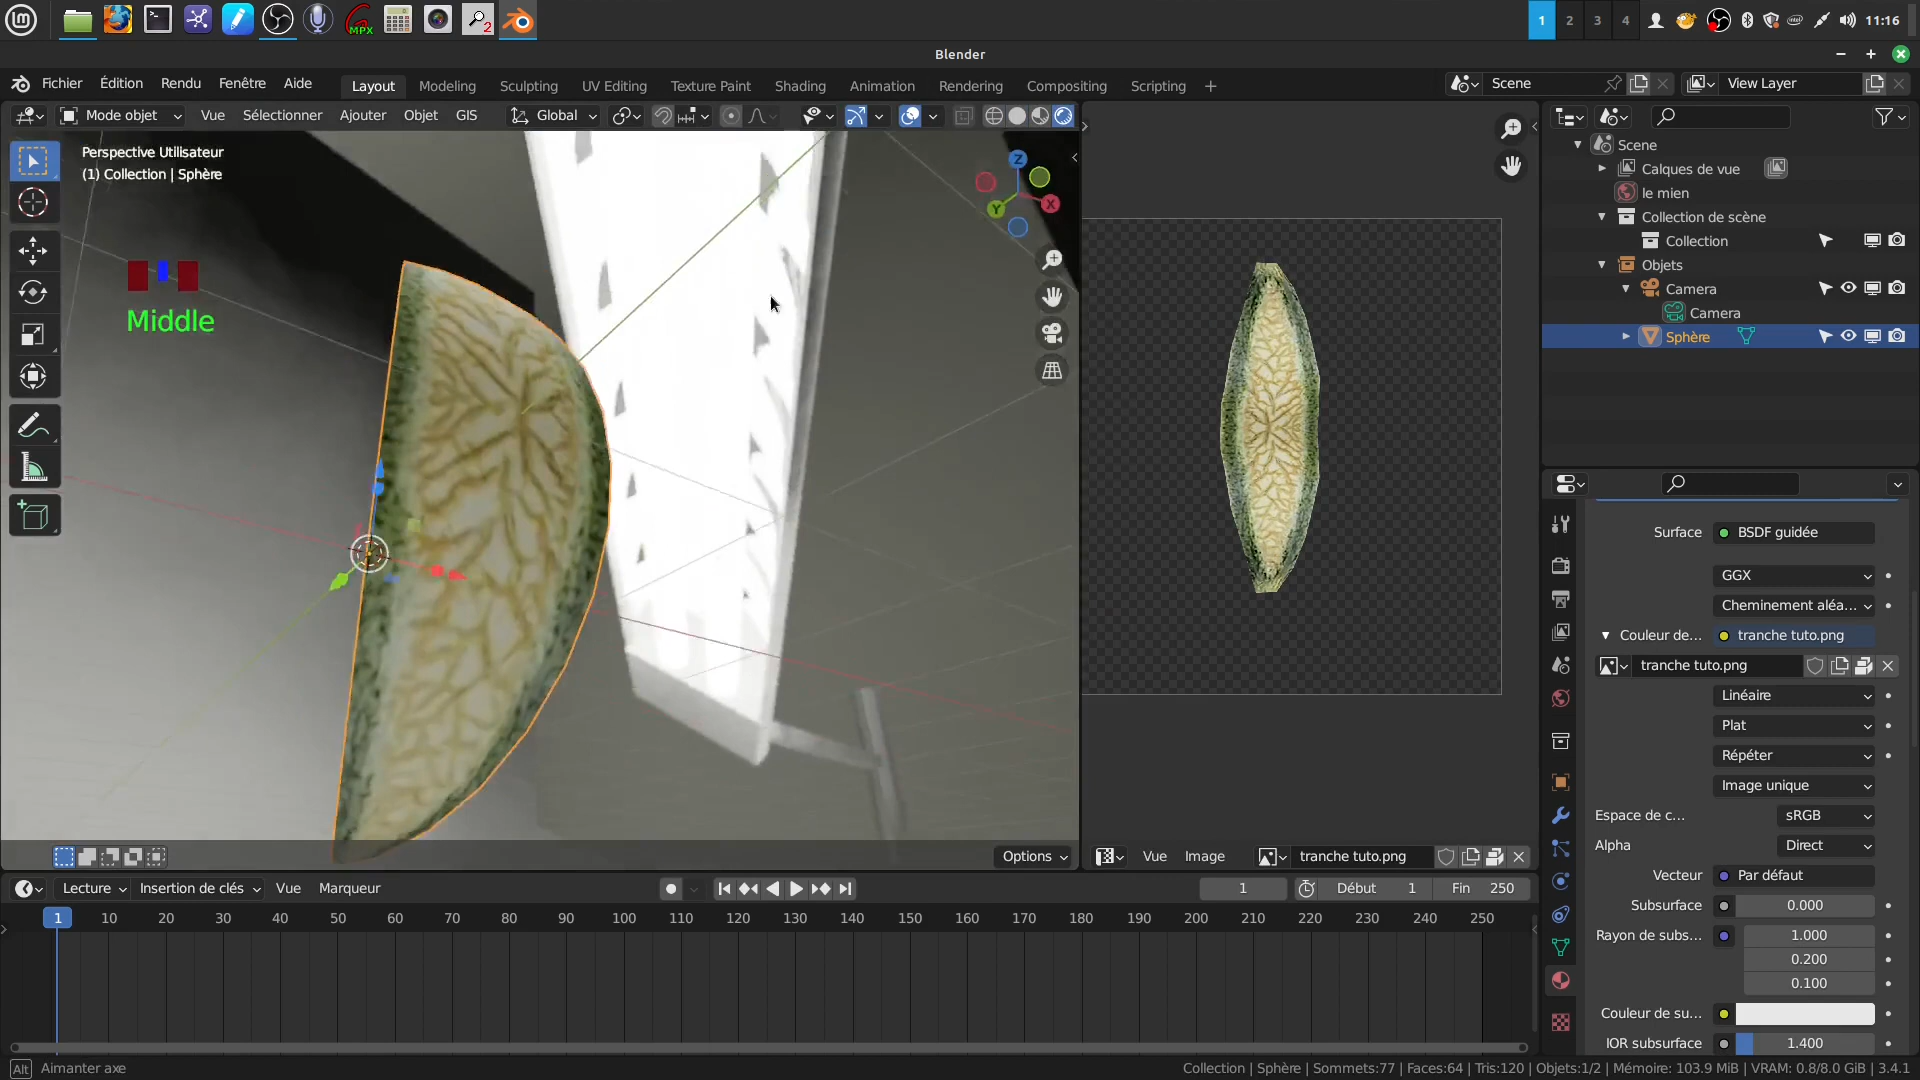 MPX
2
1
2
3
4
11:16
Blender
Fichier
Édition
Rendu
Fenêtre
Aide
Layout
Modeling
Sculpting
UV Editing
Texture Paint
Shading
Animation
Rendering
Compositing
Scripting
+
Scene
View Layer
Mode objet
Vue
Sélectionner
Ajouter
Objet
GIS
Global
Perspective Utilisateur
(1) Collection | Sphère
Middle
Z
Y
X
Options
Vue
Image
tranche tuto.png
Scene
Calques de vue
le mien
Collection de scène
Collection
Objets
Camera
Camera
Sphère
Surface
BSDF guidée
GGX
Cheminement aléa...
Couleur de...
tranche tuto.png
tranche tuto.png
Linéaire
Plat
Répéter
Image unique
Espace de c...
sRGB
Alpha
Direct
Vecteur
Par défaut
Subsurface
0.000
Rayon de subs...
1.000
0.200
0.100
Couleur de su...
IOR subsurface
1.400
Lecture
Insertion de clés
Vue
Marqueur
1
Début 1
Fin 250
1 10 20 30 40 50 60 70 80 90 100 110 120 130 140 150 160 170 180 190 200 210 220 230 240 250
Alt Aimanter axe
Collection | Sphère | Sommets:77 | Faces:64 | Tris:120 | Objets:1/2 | Mémoire: 103.9 MiB | VRAM: 0.8/8.0 GiB | 3.4.1